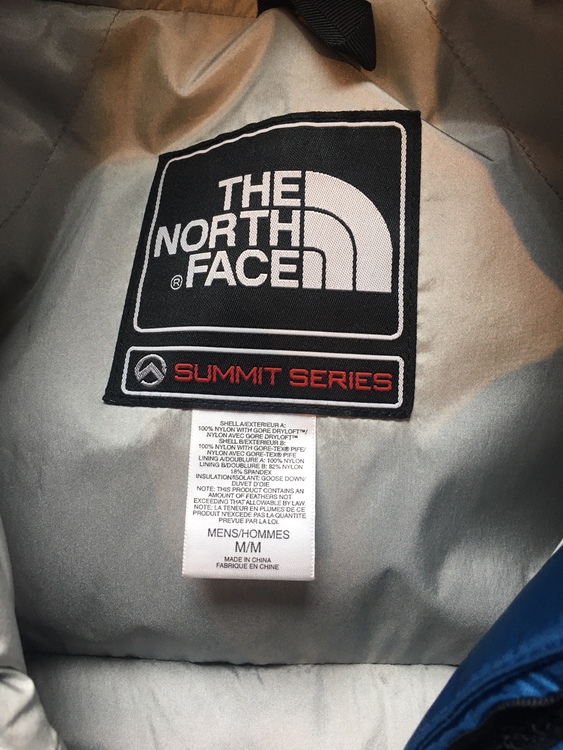 THE
NORTH
® FACE
SUMMIT SERIES
SHELL A/EXTERIEUR A:
100% NYLON WITH GORE DRYLOFT™/
NYLON AVEC GORE DRYLOFT™
SHELL B/EXTERIEUR B:
100% NYLON WITH GORE-TEX® PIFE/
NYLON AVEC GORE-TEX® PIFE
LINING A/DOUBLURE A: 100% NYLON
LINING B/DOUBLURE B: 82% NYLON
18% SPANDEX
INSULATION/ISOLANT: GOOSE DOWN/
DUVET D'OIE
NOTE: THIS PRODUCT CONTAINS AN
AMOUNT OF FEATHERS NOT
EXCEEDING THAT ALLOWABLE BY LAW
NOTE: LA TENEUR EN PLUMES DE CE
PRODUIT N'EXCEDE PAS LA QUANTITE
PREVUE PAR LA LOI.
MENS/HOMMES
M/M
MADE IN CHINA
FABRIQUE EN CHINE